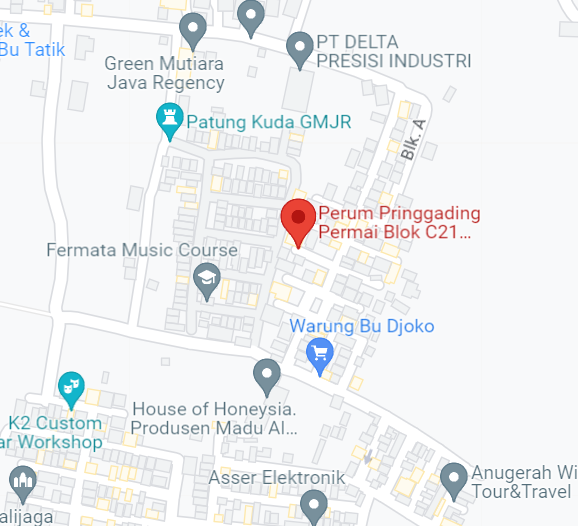 ek &
Bu Tatik
PT DELTA
PRESISI INDUSTRI
Green Mutiara
Java Regency
Patung Kuda GMJR
Blk. A
Perum Pringgading
Permai Blok C21...
Fermata Music Course
Warung Bu Djoko
House of Honeysia.
Produsen Madu Al...
K2 Custom
ar Workshop
Asser Elektronik
Anugerah Wi
Tour&Travel
alijaga